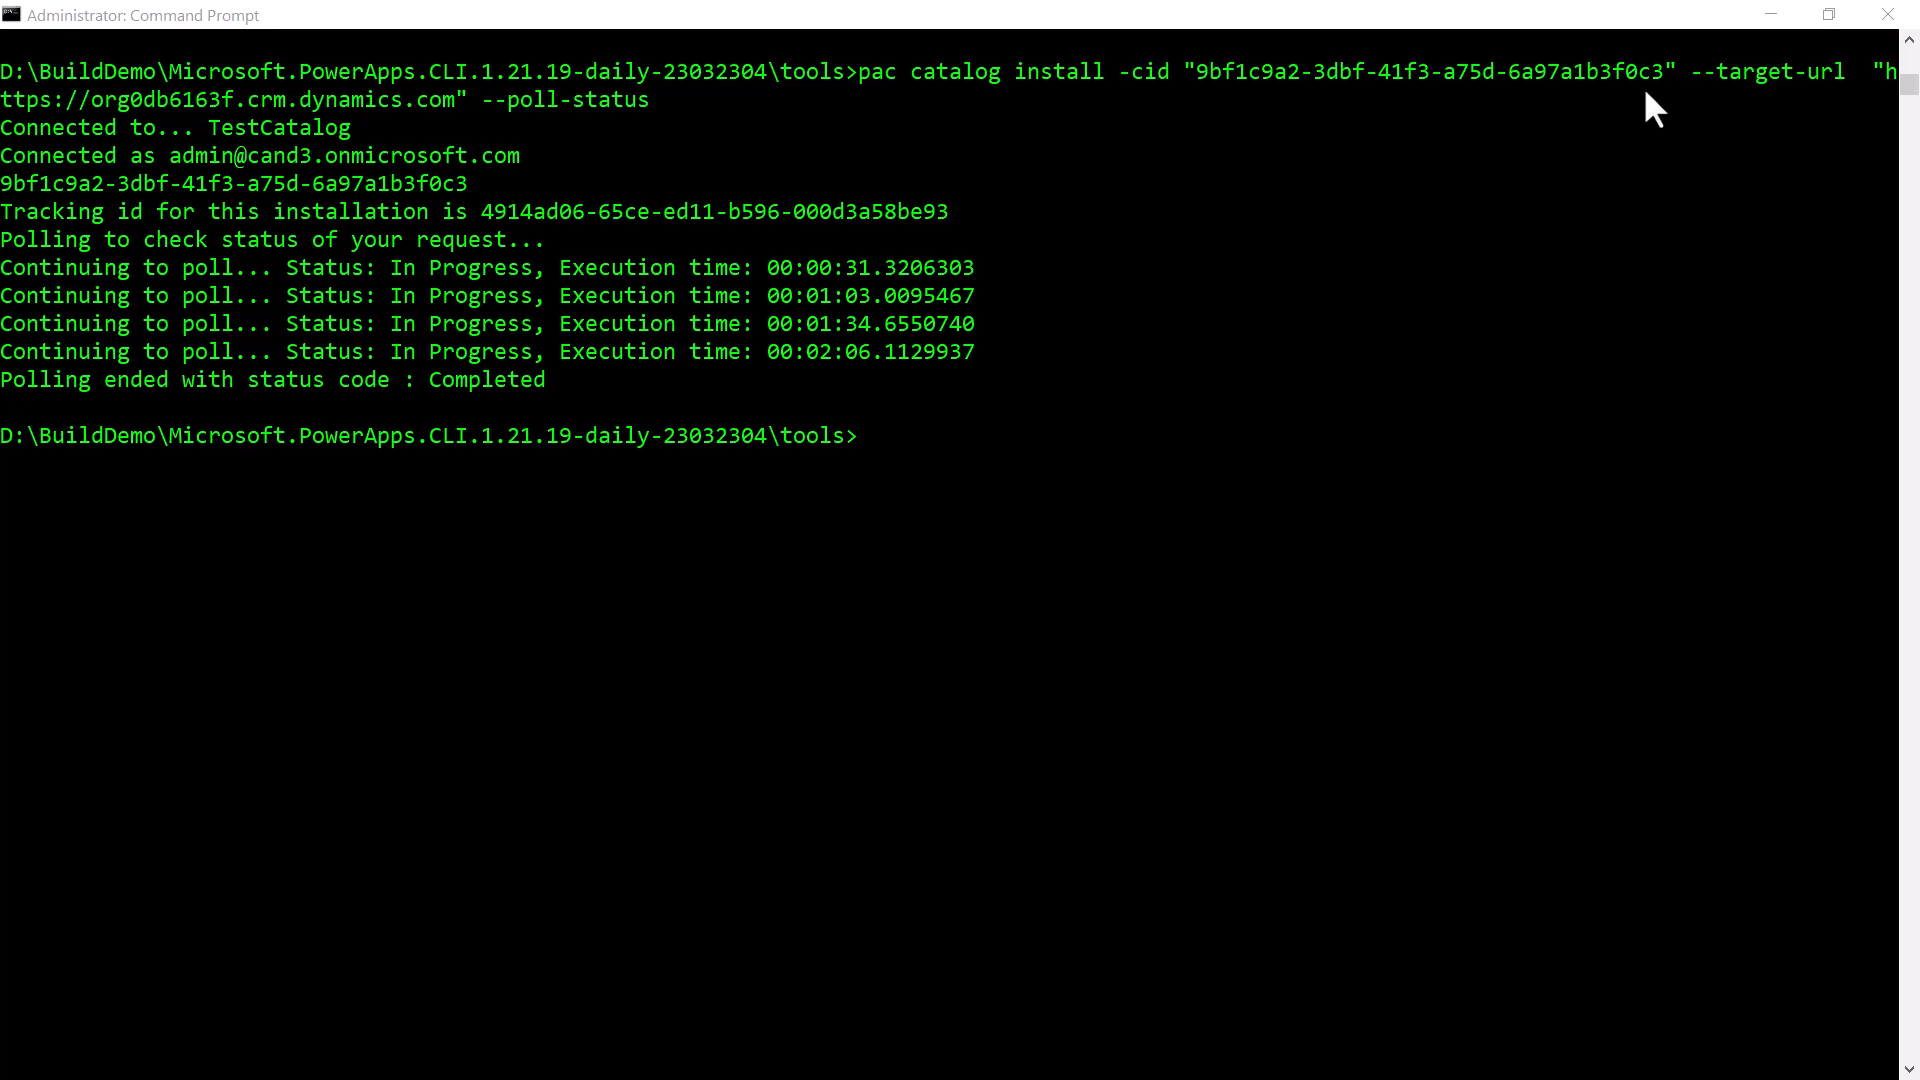 Administrator: Command Prompt
D:\BuildDemo\Microsoft.PowerApps.CLI.1.21.19-daily-23032304\tools>pac catalog install -cid "9bf1c9a2-3dbf-41f3-a75d-6a97a1b3f0c3" --target-url  "h
ttps://org0db6163f.crm.dynamics.com" --poll-status
Connected to... TestCatalog
Connected as admin@cand3.onmicrosoft.com
9bf1c9a2-3dbf-41f3-a75d-6a97a1b3f0c3
Tracking id for this installation is 4914ad06-65ce-ed11-b596-000d3a58be93
Polling to check status of your request...
Continuing to poll... Status: In Progress, Execution time: 00:00:31.3206303
Continuing to poll... Status: In Progress, Execution time: 00:01:03.0095467
Continuing to poll... Status: In Progress, Execution time: 00:01:34.6550740
Continuing to poll... Status: In Progress, Execution time: 00:02:06.1129937
Polling ended with status code : Completed
D:\BuildDemo\Microsoft.PowerApps.CLI.1.21.19-daily-23032304\tools>